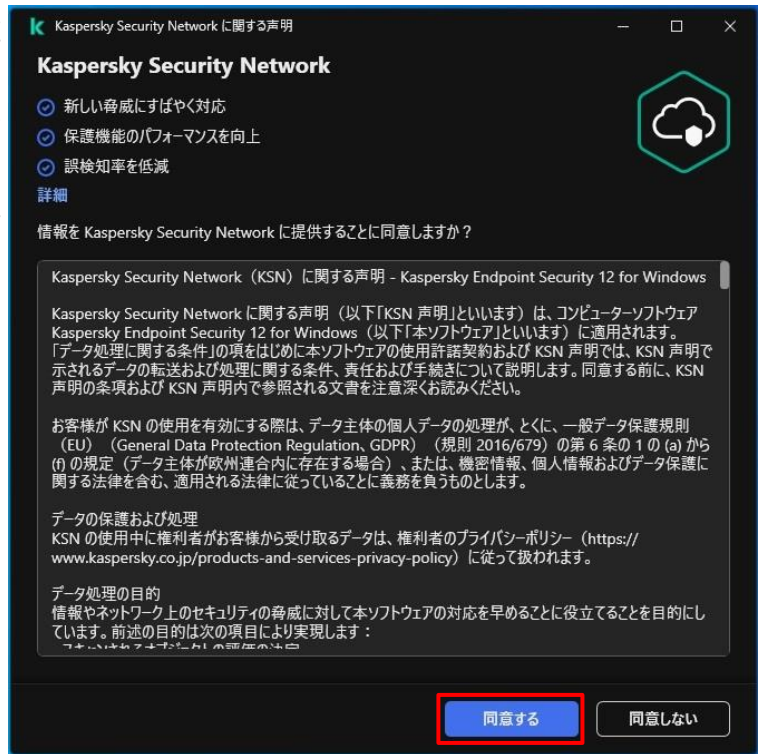 Kaspersky Security Network に関する声明
Kaspersky Security Network
新しい脅威にすばやく対応
保護機能のパフォーマンスを向上
誤検知率を低減
詳細
情報を Kaspersky Security Network に提供することに同意しますか？
Kaspersky Security Network（KSN）に関する声明 - Kaspersky Endpoint Security 12 for Windows
Kaspersky Security Network に関する声明（以下「KSN 声明」といいます）は、コンピューターソフトウェア
Kaspersky Endpoint Security 12 for Windows（以下「本ソフトウェア」といいます）に適用されます。
「データ処理に関する条件」の項をはじめに本ソフトウェアの使用許諾契約および KSN 声明では、KSN 声明で
示されるデータの転送および処理に関する条件、責任および手続きについて説明します。同意する前に、KSN
声明の条項および KSN 声明内で参照される文書を注意深くお読みください。
お客様が KSN の使用を有効にする際は、データ主体の個人データの処理が、とくに、一般データ保護規則
（EU）（General Data Protection Regulation、GDPR）（規則 2016/679）の第 6 条の 1 の (a) から
(f) の規定（データ主体が欧州連合内に存在する場合）、または、機密情報、個人情報およびデータ保護に
関する法律を含む、適用される法律に従っていることに義務を負うものとします。
データの保護および処理
KSN の使用中に権利者がお客様から受け取るデータは、権利者のプライバシーポリシー（https://
www.kaspersky.co.jp/products-and-services-privacy-policy）に従って扱われます。
データ処理の目的
情報やネットワーク上のセキュリティの脅威に対して本ソフトウェアの対応を早めることに役立てることを目的にし
ています。前述の目的は次の項目により実現します：
同意する
同意しない